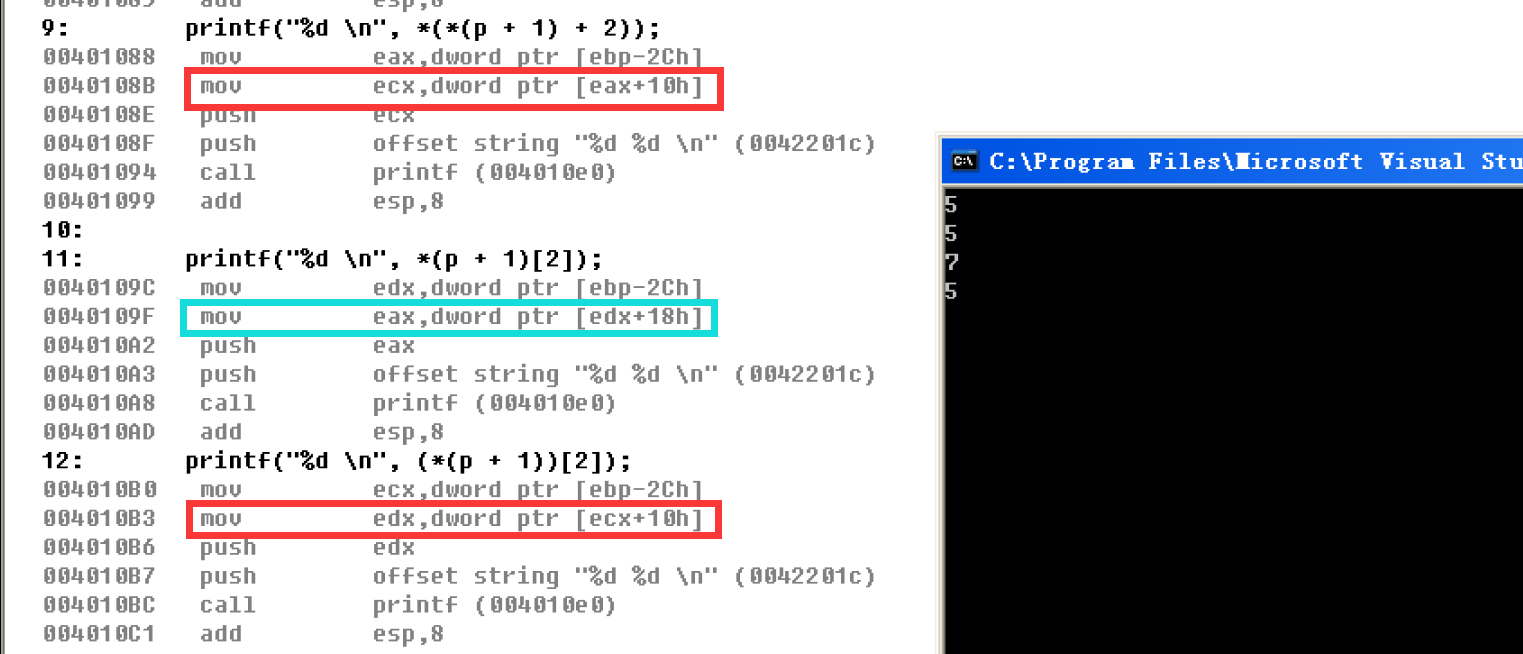 00401085 add esp,8
9: printf("%d \n", *(*(p + 1) + 2));
00401088 mov eax,dword ptr [ebp-2Ch]
0040108B mov ecx,dword ptr [eax+10h]
0040108E push ecx
0040108F push offset string "%d %d \n" (0042201c)
00401094 call printf (004010e0)
00401099 add esp,8
10:
11: printf("%d \n", *(p + 1)[2]);
0040109C mov edx,dword ptr [ebp-2Ch]
0040109F mov eax,dword ptr [edx+18h]
004010A2 push eax
004010A3 push offset string "%d %d \n" (0042201c)
004010A8 call printf (004010e0)
004010AD add esp,8
12: printf("%d \n", (*(p + 1))[2]);
004010B0 mov ecx,dword ptr [ebp-2Ch]
004010B3 mov edx,dword ptr [ecx+10h]
004010B6 push edx
004010B7 push offset string "%d %d \n" (0042201c)
004010BC call printf (004010e0)
004010C1 add esp,8
C:\ C:\Program Files\Microsoft Visual Stu
5
5
7
5